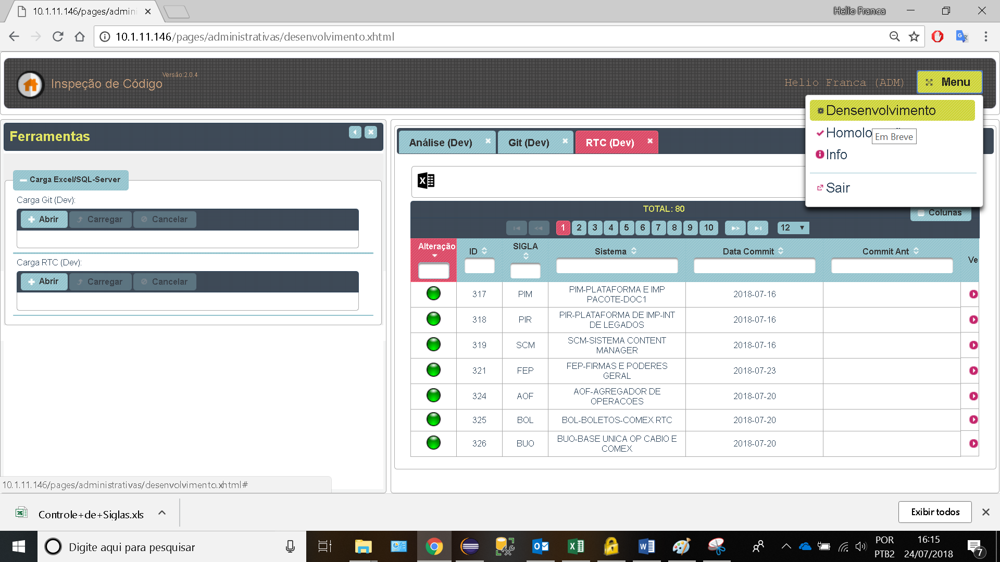 10.1.11.146/pages/admini
Helio Franca
10.1.11.146/pages/administrativas/desenvolvimento.xhtml
Inspeção de Código
Versão:2.0.4
Helio Franca (ADM)
Menu
Densenvolvimento
Homolo
Em Breve
Info
Sair
Ferramentas
Carga Excel/SQL-Server
Carga Git (Dev):
Abrir Carregar Cancelar
Carga RTC (Dev):
Abrir Carregar Cancelar
Análise (Dev) Git (Dev) RTC (Dev)
TOTAL: 80
Colunas
1 2 3 4 5 6 7 8 9 10 12
Alteração ID SIGLA Sistema Data Commit Commit Ant Ve
317 PIM PIM-PLATAFORMA E IMP PACOTE-DOC1 2018-07-16
318 PIR PIR-PLATAFORMA DE IMP-INT DE LEGADOS 2018-07-16
319 SCM SCM-SISTEMA CONTENT MANAGER 2018-07-16
321 FEP FEP-FIRMAS E PODERES GERAL 2018-07-23
324 AOF AOF-AGREGADOR DE OPERACOES 2018-07-20
325 BOL BOL-BOLETOS-COMEX RTC 2018-07-20
326 BUO BUO-BASE UNICA OP CABIO E COMEX 2018-07-20
10.1.11.146/pages/administrativas/desenvolvimento.xhtml#
Controle+de+Siglas.xls
Exibir todos
Digite aqui para pesquisar
POR
PTB2
16:15
24/07/2018
7